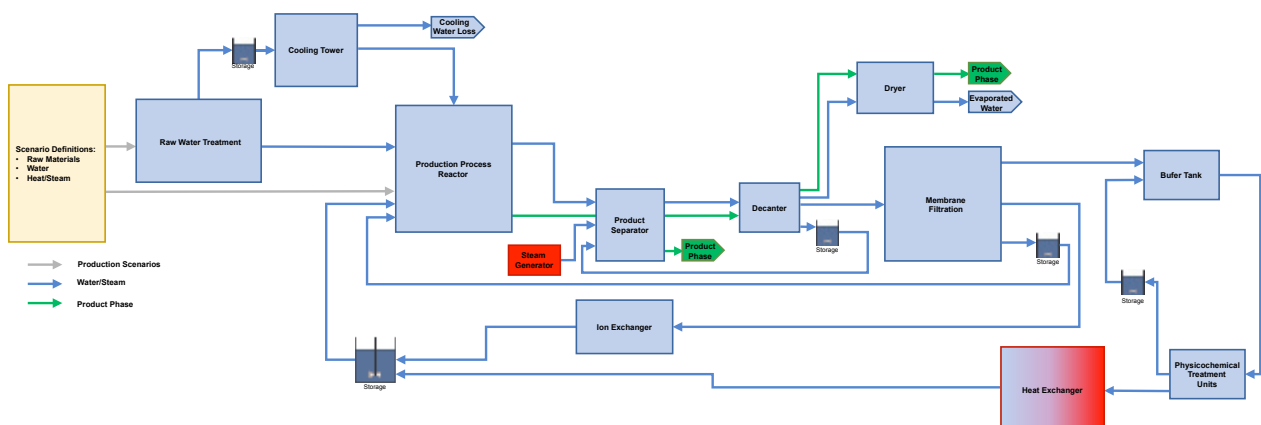 Cooling
Water Loss
Cooling Tower
Storage
Product
Phase
Dryer
Evaporated
Water
Scenario Definitions:
• Raw Materials
• Water
• Heat/Steam
Raw Water Treatment
Production Process
Reactor
Bufer Tank
Membrane
Filtration
Decanter
Product
Separator
Storage
Product
Phase
Steam
Generator
Storage
Production Scenarios
Water/Steam
Product Phase
Storage
Ion Exchanger
Storage
Heat Exchanger
Physicochemical
Treatment
Units